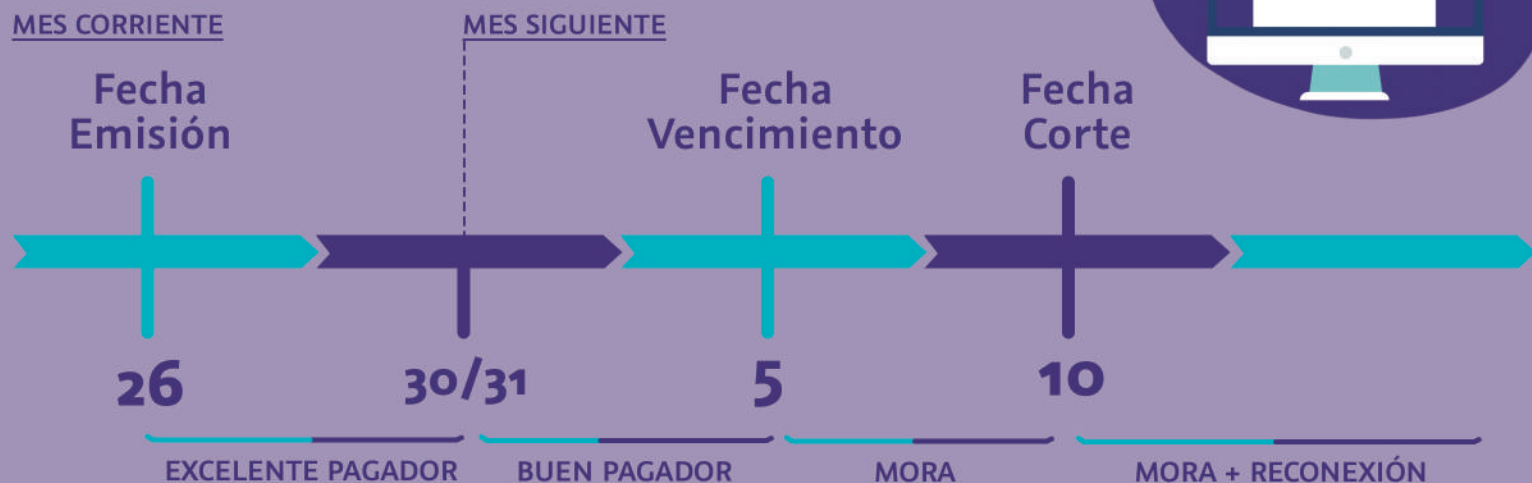 MES CORRIENTE
MES SIGUIENTE
Fecha
Emisión
Fecha
Vencimiento
Fecha
Corte
26
30/31
5
10
EXCELENTE PAGADOR
BUEN PAGADOR
MORA
MORA + RECONEXIÓN